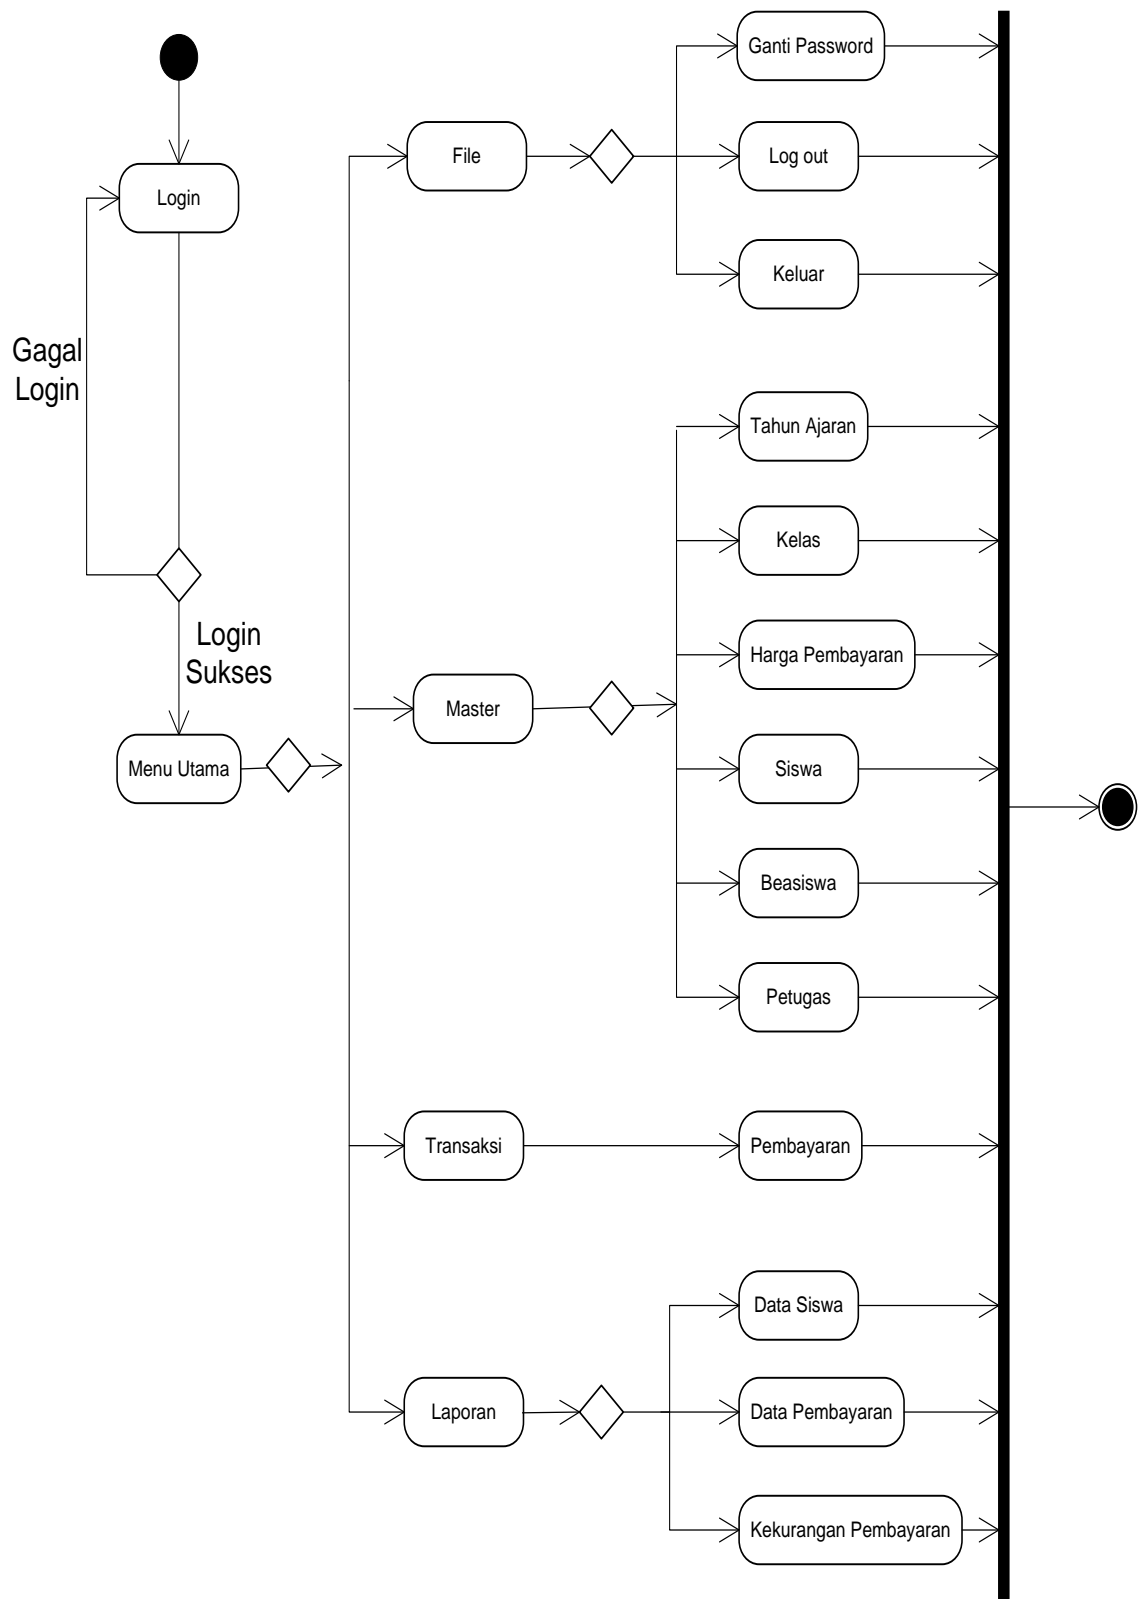 Ganti Password
File
Log out
Login
Keluar
Gagal
Login
Tahun Ajaran
Kelas
Login
Sukses
Harga Pembayaran
Master
Menu Utama
Siswa
Beasiswa
Petugas
Transaksi
Pembayaran
Data Siswa
Laporan
Data Pembayaran
Kekurangan Pembayaran